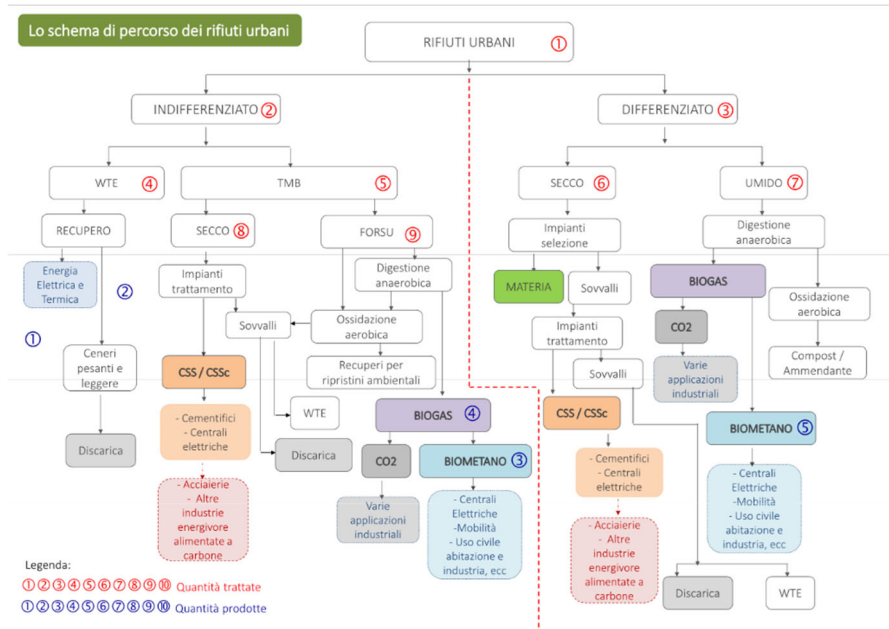 Lo schema di percorso dei rifiuti urbani
RIFIUTI URBANI ①
INDIFFERENZIATO ②
DIFFERENZIATO ③
WTE ④
TMB ⑤
SECCO ⑥
UMIDO ⑦
RECUPERO
SECCO ⑧
FORSU ⑨
Impianti
selezione
Digestione
anaerobica
Energia
Elettrica e
Termica
②
Impianti
trattamento
Digestione
anaerobica
MATERIA
Sovvalli
BIOGAS
①
Sovvalli
Ossidazione
aerobica
Impianti
trattamento
CO2
Ossidazione
aerobica
Ceneri
pesanti e
leggere
CSS / CSSc
Recuperi per
ripristini ambientali
Sovvalli
Varie
applicazioni
industriali
Compost /
Ammendante
WTE
BIOGAS ④
CSS / CSSc
BIOMETANO ⑤
Discarica
- Cementifici
- Centrali
elettriche
Discarica
CO2
BIOMETANO ③
- Cementifici
- Centrali
elettriche
- Centrali
Elettriche
-Mobilità
- Uso civile
abitazione e
industria, ecc
- Acciaierie
- Altre
industrie
energivore
alimentate a
carbone
Varie
applicazioni
industriali
- Centrali
Elettriche
-Mobilità
- Uso civile
abitazione e
industria, ecc
- Acciaierie
- Altre
industrie
energivore
alimentate a
carbone
Discarica
WTE
Legenda:
①②③④⑤⑥⑦⑧⑨⑩ Quantità trattate
①②③④⑤⑥⑦⑧⑨⑩ Quantità prodotte